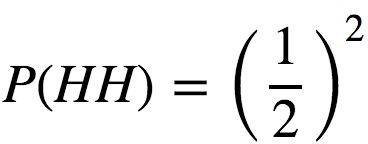 P(HH) = (1/2)²